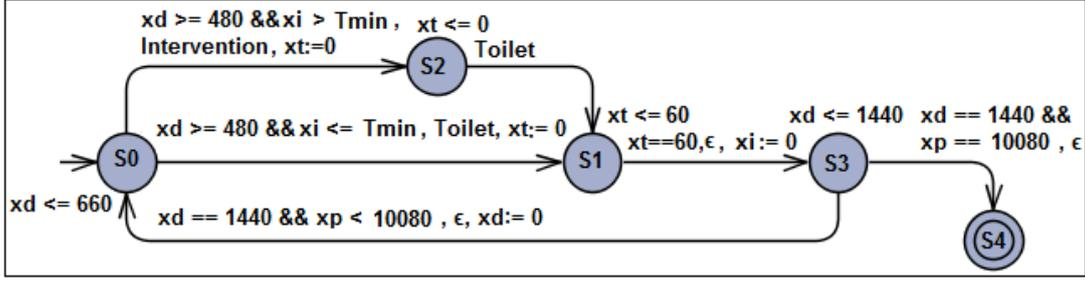 xd >= 480 &&xi > Tmin , xt <= 0
Intervention, xt:=0
S2
Toilet
xd >= 480 &&xi <= Tmin , Toilet, xt:= 0
xt <= 60
xd <= 1440
xd == 1440 &&
xt==60,ϵ, xi:= 0
xp == 10080 , ϵ
S0
S1
S3
xd <= 660
xd == 1440 && xp < 10080 , ϵ, xd:= 0
S4